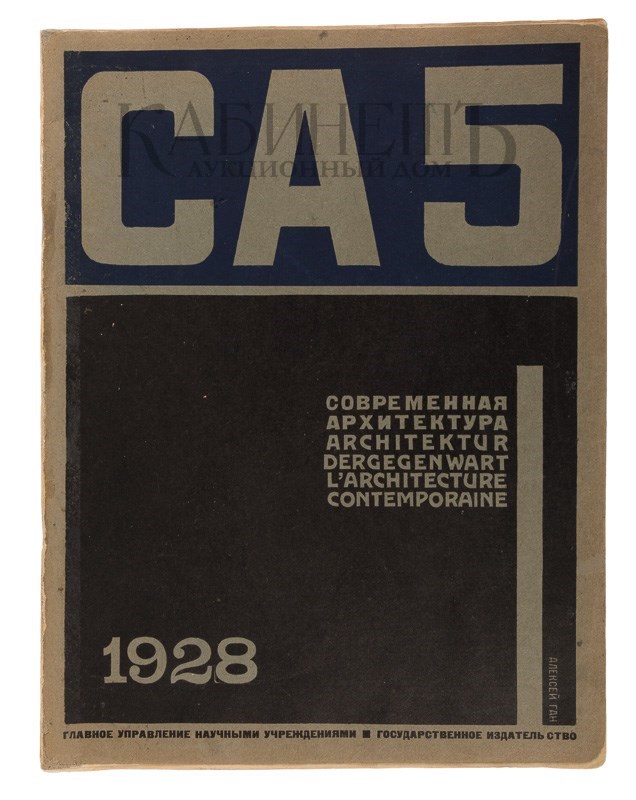 СА5
КАБИНЕТЪ
АУКЦИОННЫЙ ДОМ
СОВРЕМЕННАЯ
АРХИТЕКТУРА
ARCHITEKTUR
DERGEGENWART
L'ARCHITECTURE
CONTEMPORAINE
1928
АЛЕКСЕЙ ГАН
ГЛАВНОЕ УПРАВЛЕНИЕ НАУЧНЫМИ УЧРЕЖДЕНИЯМИ ■ ГОСУДАРСТВЕННОЕ ИЗДАТЕЛЬСТВО